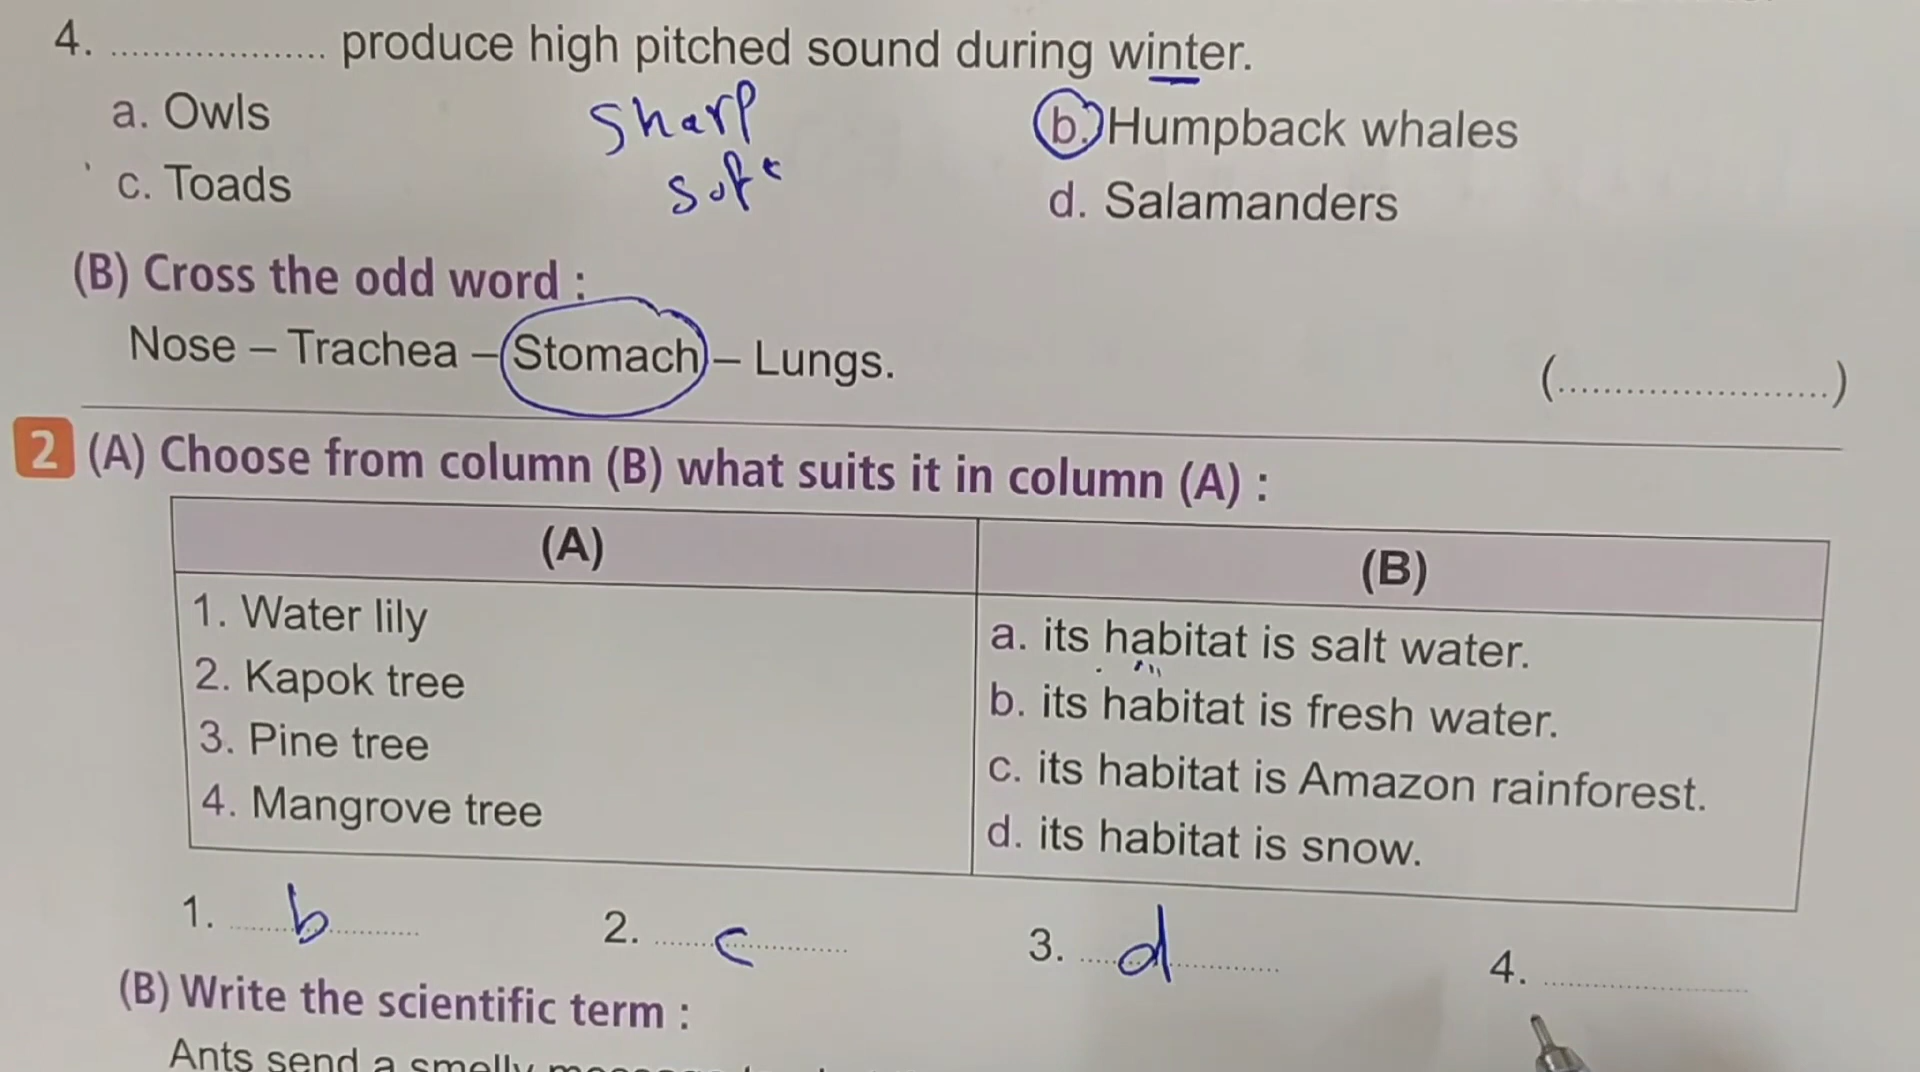 4. .................... produce high pitched sound during winter.
a. Owls
b. Humpback whales
sharp
c. Toads
d. Salamanders
soft
(B) Cross the odd word :
Nose – Trachea – Stomach – Lungs. (........................)
2 (A) Choose from column (B) what suits it in column (A) :
(A)
(B)
1. Water lily
2. Kapok tree
3. Pine tree
4. Mangrove tree
a. its habitat is salt water.
b. its habitat is fresh water.
c. its habitat is Amazon rainforest.
d. its habitat is snow.
1. b 2. c 3. d 4. ....................
(B) Write the scientific term :
Ants send a smelly